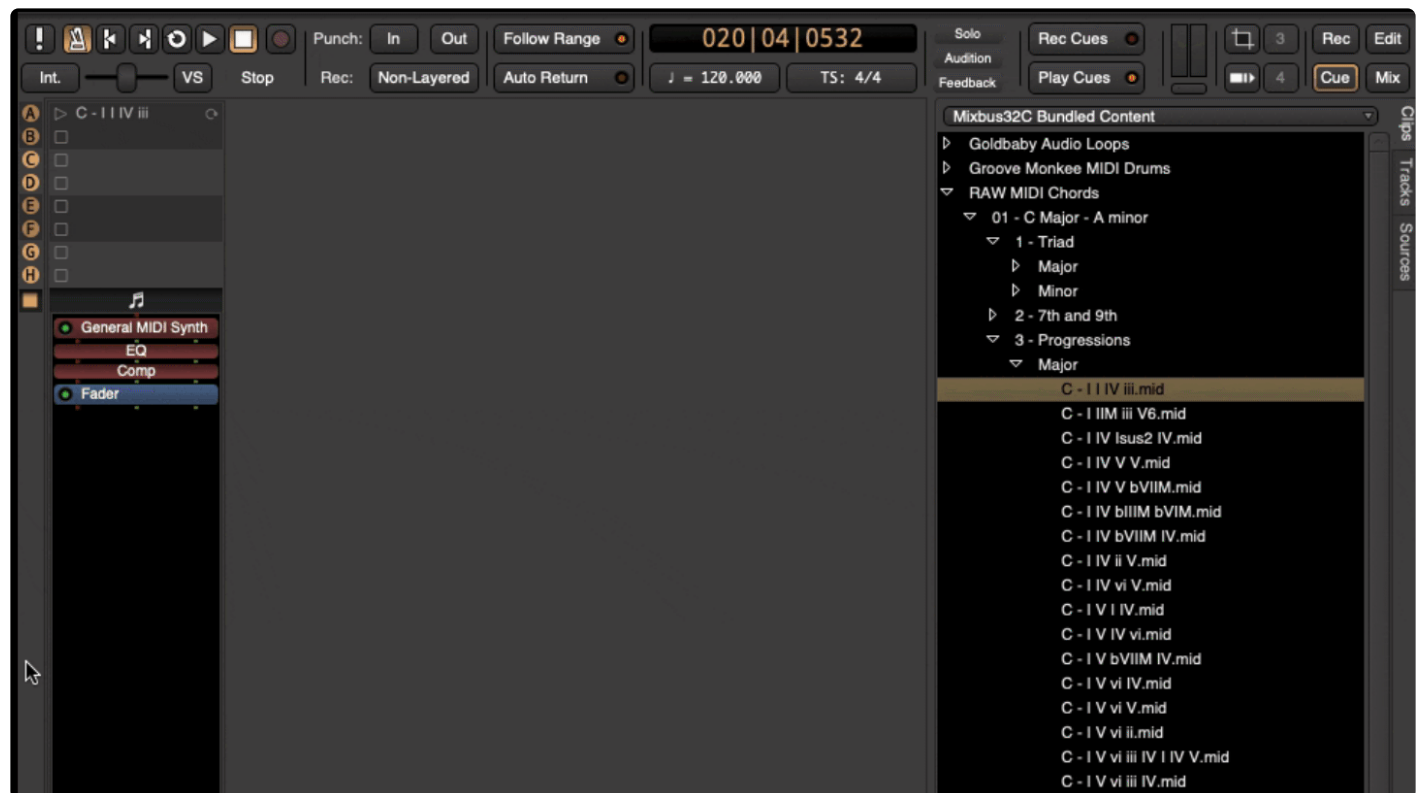 Punch: In Out Follow Range 020|04|0532 Solo Rec Cues 3 Rec Edit
Audition
Int. VS Stop Rec: Non-Layered Auto Return ♩ = 120.000 TS: 4/4 Feedback Play Cues 4 Cue Mix
A C - I I IV iii
B
C
D
E
F
G
H
General MIDI Synth
EQ
Comp
Fader
Mixbus32C Bundled Content
Goldbaby Audio Loops
Groove Monkee MIDI Drums
RAW MIDI Chords
01 - C Major - A minor
1 - Triad
Major
Minor
2 - 7th and 9th
3 - Progressions
Major
C - I I IV iii.mid
C - I IIM iii V6.mid
C - I IV Isus2 IV.mid
C - I IV V V.mid
C - I IV V bVIIM.mid
C - I IV bIIIM bVIM.mid
C - I IV bVIIM IV.mid
C - I IV ii V.mid
C - I IV vi V.mid
C - I V I IV.mid
C - I V IV vi.mid
C - I V bVIIM IV.mid
C - I V vi IV.mid
C - I V vi V.mid
C - I V vi ii.mid
C - I V vi iii IV I IV V.mid
C - I V vi iii IV.mid
Clips
Tracks
Sources